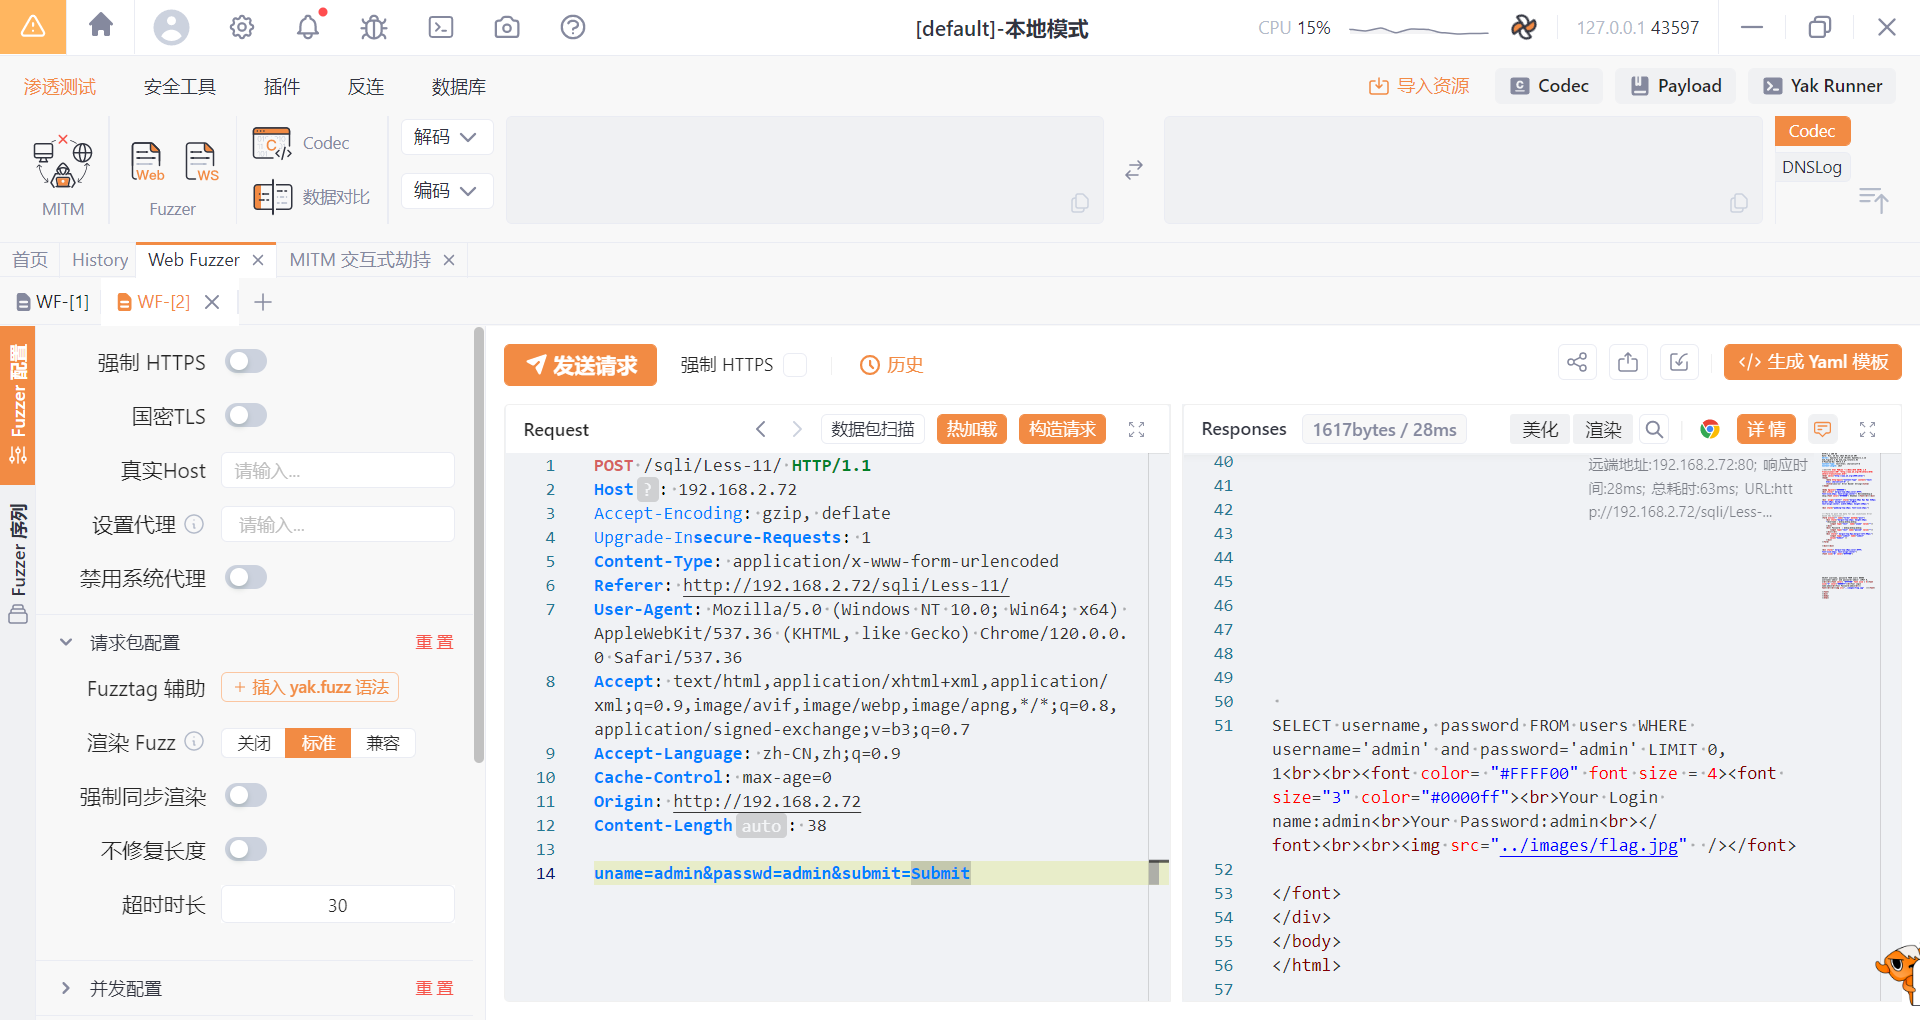 [default]-本地模式
CPU 15%
127.0.0.1 43597
渗透测试 安全工具 插件 反连 数据库
导入资源 Codec Payload Yak Runner
MITM
Web WS
Fuzzer
Codec
数据对比
解码
编码
Codec
DNSLog
首页 History Web Fuzzer MITM 交互式劫持
WF-[1] WF-[2]
Fuzzer 配置
Fuzzer 序列
强制 HTTPS
国密TLS
真实Host 请输入...
设置代理 请输入...
禁用系统代理
请求包配置 重置
Fuzztag 辅助 + 插入 yak.fuzz 语法
渲染 Fuzz 关闭 标准 兼容
强制同步渲染
不修复长度
超时时长 30
并发配置 重置
发送请求 强制 HTTPS 历史
生成 Yaml 模板
Request 数据包扫描 热加载 构造请求
1 POST /sqli/Less-11/ HTTP/1.1
2 Host ? : 192.168.2.72
3 Accept-Encoding: gzip, deflate
4 Upgrade-Insecure-Requests: 1
5 Content-Type: application/x-www-form-urlencoded
6 Referer: http://192.168.2.72/sqli/Less-11/
7 User-Agent: Mozilla/5.0 (Windows NT 10.0; Win64; x64)
AppleWebKit/537.36 (KHTML, like Gecko) Chrome/120.0.0.
0 Safari/537.36
8 Accept: text/html,application/xhtml+xml,application/
xml;q=0.9,image/avif,image/webp,image/apng,*/*;q=0.8,
application/signed-exchange;v=b3;q=0.7
9 Accept-Language: zh-CN,zh;q=0.9
10 Cache-Control: max-age=0
11 Origin: http://192.168.2.72
12 Content-Length auto : 38
13
14 uname=admin&passwd=admin&submit=Submit
Responses 1617bytes / 28ms 美化 渲染 详情
远端地址:192.168.2.72:80; 响应时
间:28ms; 总耗时:63ms; URL:htt
p://192.168.2.72/sqli/Less-...
40
41
42
43
44
45
46
47
48
49
50
51 SELECT username, password FROM users WHERE
username='admin' and password='admin' LIMIT 0,
1<br><br><font color= "#FFFF00" font size = 4><font
size="3" color="#0000ff"><br>Your Login
name:admin<br>Your Password:admin<br></
font><br><br><img src="../images/flag.jpg" /></font>
52
53 </font>
54 </div>
55 </body>
56 </html>
57